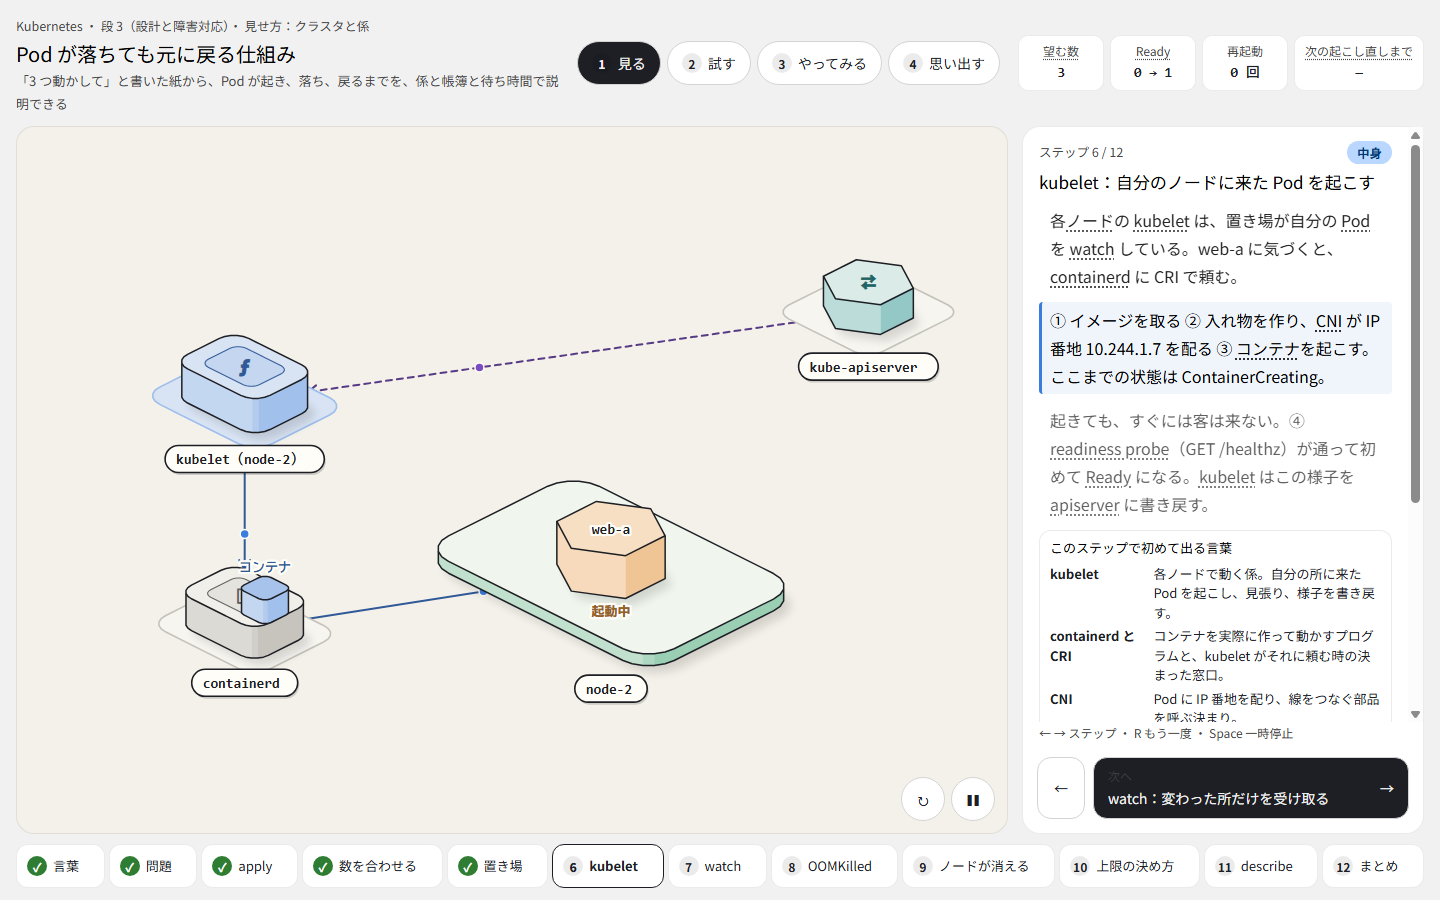 Kubernetes ・ 段 3（設計と障害対応）・ 見せ方：クラスタと係
Pod が落ちても元に戻る仕組み
「3 つ動かして」と書いた紙から、Pod が起き、落ち、戻るまでを、係と帳簿と待ち時間で説
明できる
1 見る
2 試す
3 やってみる
4 思い出す
望む数
3
Ready
0 → 1
再起動
0 回
次の起こし直しまで
—
kube-apiserver
kubelet（node-2）
コンテナ
containerd
web-a
起動中
node-2
ステップ 6 / 12
中身
kubelet：自分のノードに来た Pod を起こす
各ノードの kubelet は、置き場が自分の Pod
を watch している。web-a に気づくと、
containerd に CRI で頼む。
① イメージを取る ② 入れ物を作り、CNI が IP
番地 10.244.1.7 を配る ③ コンテナを起こす。
ここまでの状態は ContainerCreating。
起きても、すぐには客は来ない。④
readiness probe（GET /healthz）が通って初
めて Ready になる。kubelet はこの様子を
apiserver に書き戻す。
このステップで初めて出る言葉
kubelet
各ノードで動く係。自分の所に来た
Pod を起こし、見張り、様子を書き戻
す。
containerd と
CRI
コンテナを実際に作って動かすプログ
ラムと、kubelet がそれに頼む時の決
まった窓口。
CNI
Pod に IP 番地を配り、線をつなぐ部品
を呼ぶ決まり。
← → ステップ ・ R もう一度 ・ Space 一時停止
←
次へ
watch：変わった所だけを受け取る
→
✓ 言葉
✓ 問題
✓ apply
✓ 数を合わせる
✓ 置き場
6 kubelet
7 watch
8 OOMKilled
9 ノードが消える
10 上限の決め方
11 describe
12 まとめ